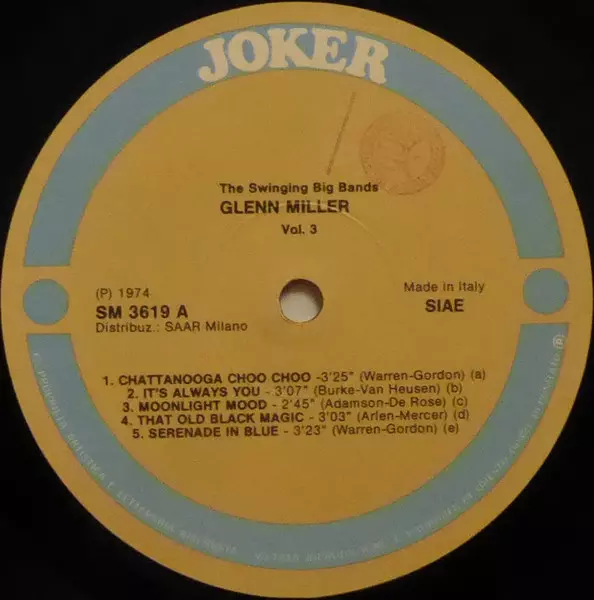 JOKER
The Swinging Big Bands
GLENN MILLER
Vol. 3
(P) 1974
SM 3619 A
Distribuz.: SAAR Milano
Made in Italy
SIAE
1. CHATTANOOGA CHOO CHOO -3'25" (Warren-Gordon) (a)
2. IT'S ALWAYS YOU - 3'07" (Burke-Van Heusen) (b)
3. MOONLIGHT MOOD - 2'45" (Adamson-De Rose) (c)
4. THAT OLD BLACK MAGIC - 3'03" (Arlen-Mercer) (d)
5. SERENADE IN BLUE - 3'23" (Warren-Gordon) (e)